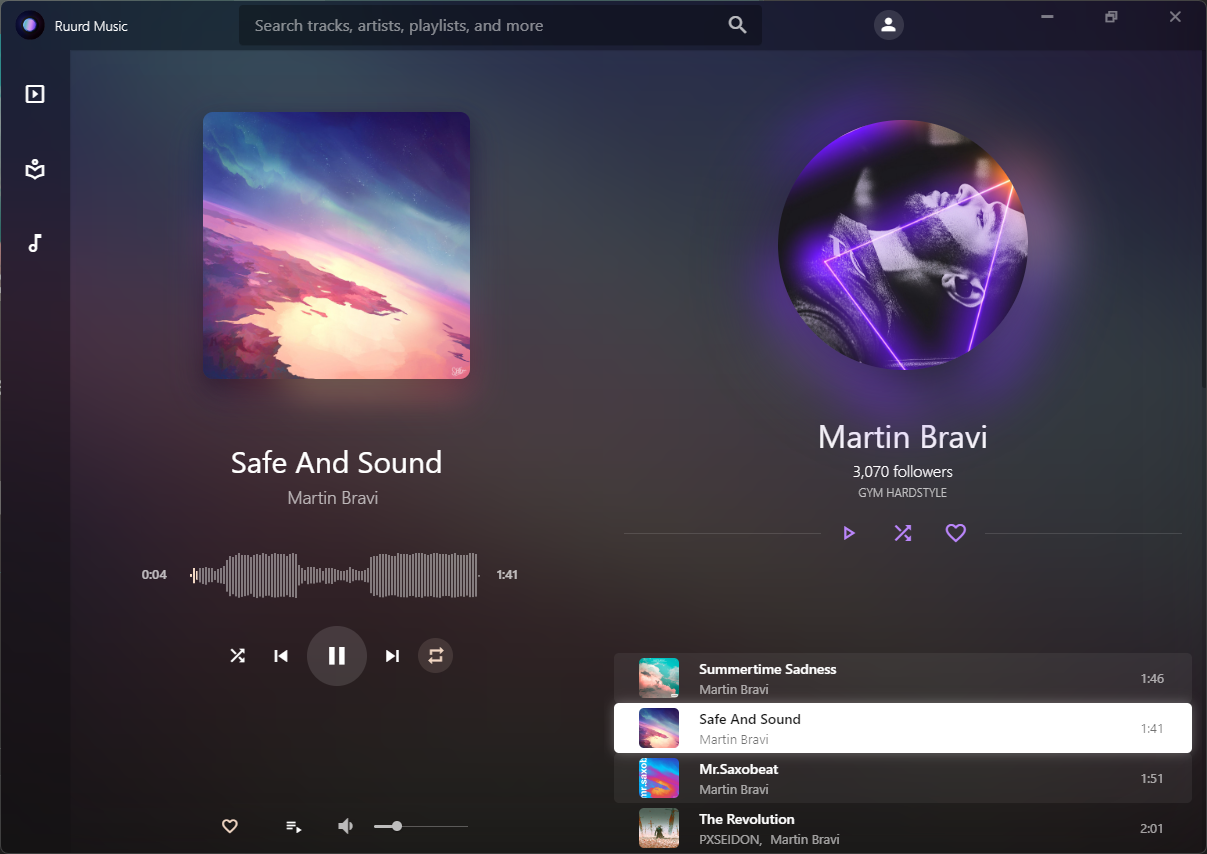 Ruurd Music
Search tracks, artists, playlists, and more
Safe And Sound
Martin Bravi
0:04
1:41
Martin Bravi
3,070 followers
GYM HARDSTYLE
Summertime Sadness
Martin Bravi
1:46
Safe And Sound
Martin Bravi
1:41
mr.saxob
Mr.Saxobeat
Martin Bravi
1:51
The Revolution
PXSEIDON, Martin Bravi
2:01